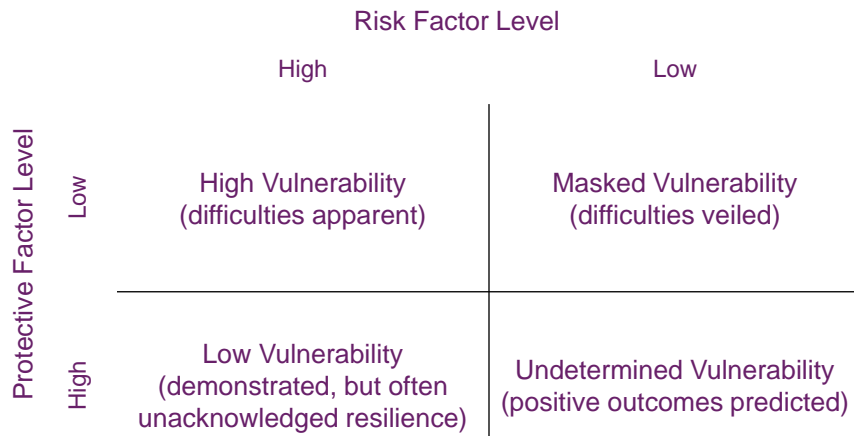 Risk Factor Level
High
Low
Protective Factor Level
Low
High Vulnerability
(difficulties apparent)
Masked Vulnerability
(difficulties veiled)
High
Low Vulnerability
(demonstrated, but often
unacknowledged resilience)
Undetermined Vulnerability
(positive outcomes predicted)